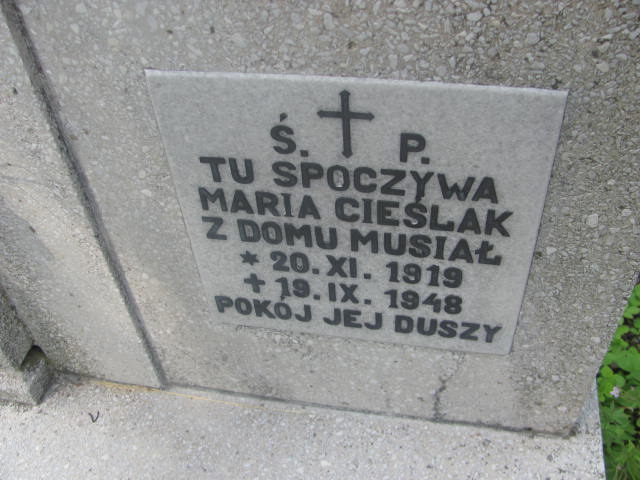 Ś. P.
TU SPOCZYWA
MARIA CIEŚLAK
Z DOMU MUSIAŁ
* 20. XI. 1919
+ 19. IX. 1948
POKÓJ JEJ DUSZY